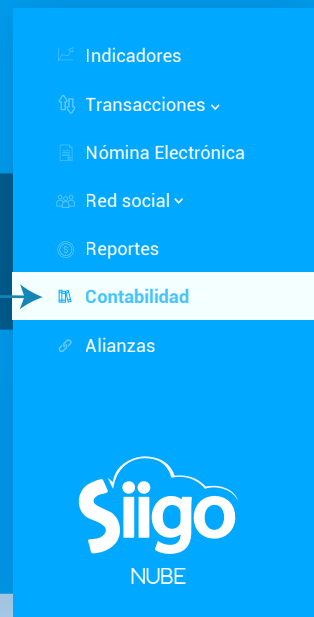 Indicadores
Transacciones
Nómina Electrónica
Red social
Reportes
Contabilidad
Alianzas
Siigo
NUBE